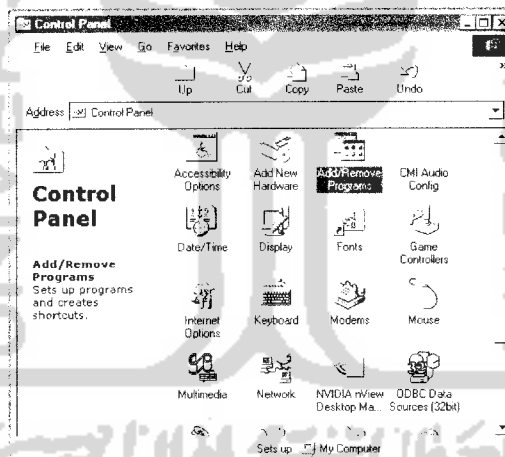 Control Panel
File Edit View Go Favorites Help
Up Cut Copy Paste Undo
Address Control Panel
Control
Panel
Add/Remove
Programs
Sets up programs
and creates
shortcuts.
Accessibility
Options
Add New
Hardware
Add/Remove
Programs
CMI Audio
Config
Date/Time
Display
Fonts
Game
Controllers
Internet
Options
Keyboard
Modems
Mouse
Multimedia
Network
NVIDIA nView
Desktop Ma...
ODBC Data
Sources (32bit)
Sets up My Computer